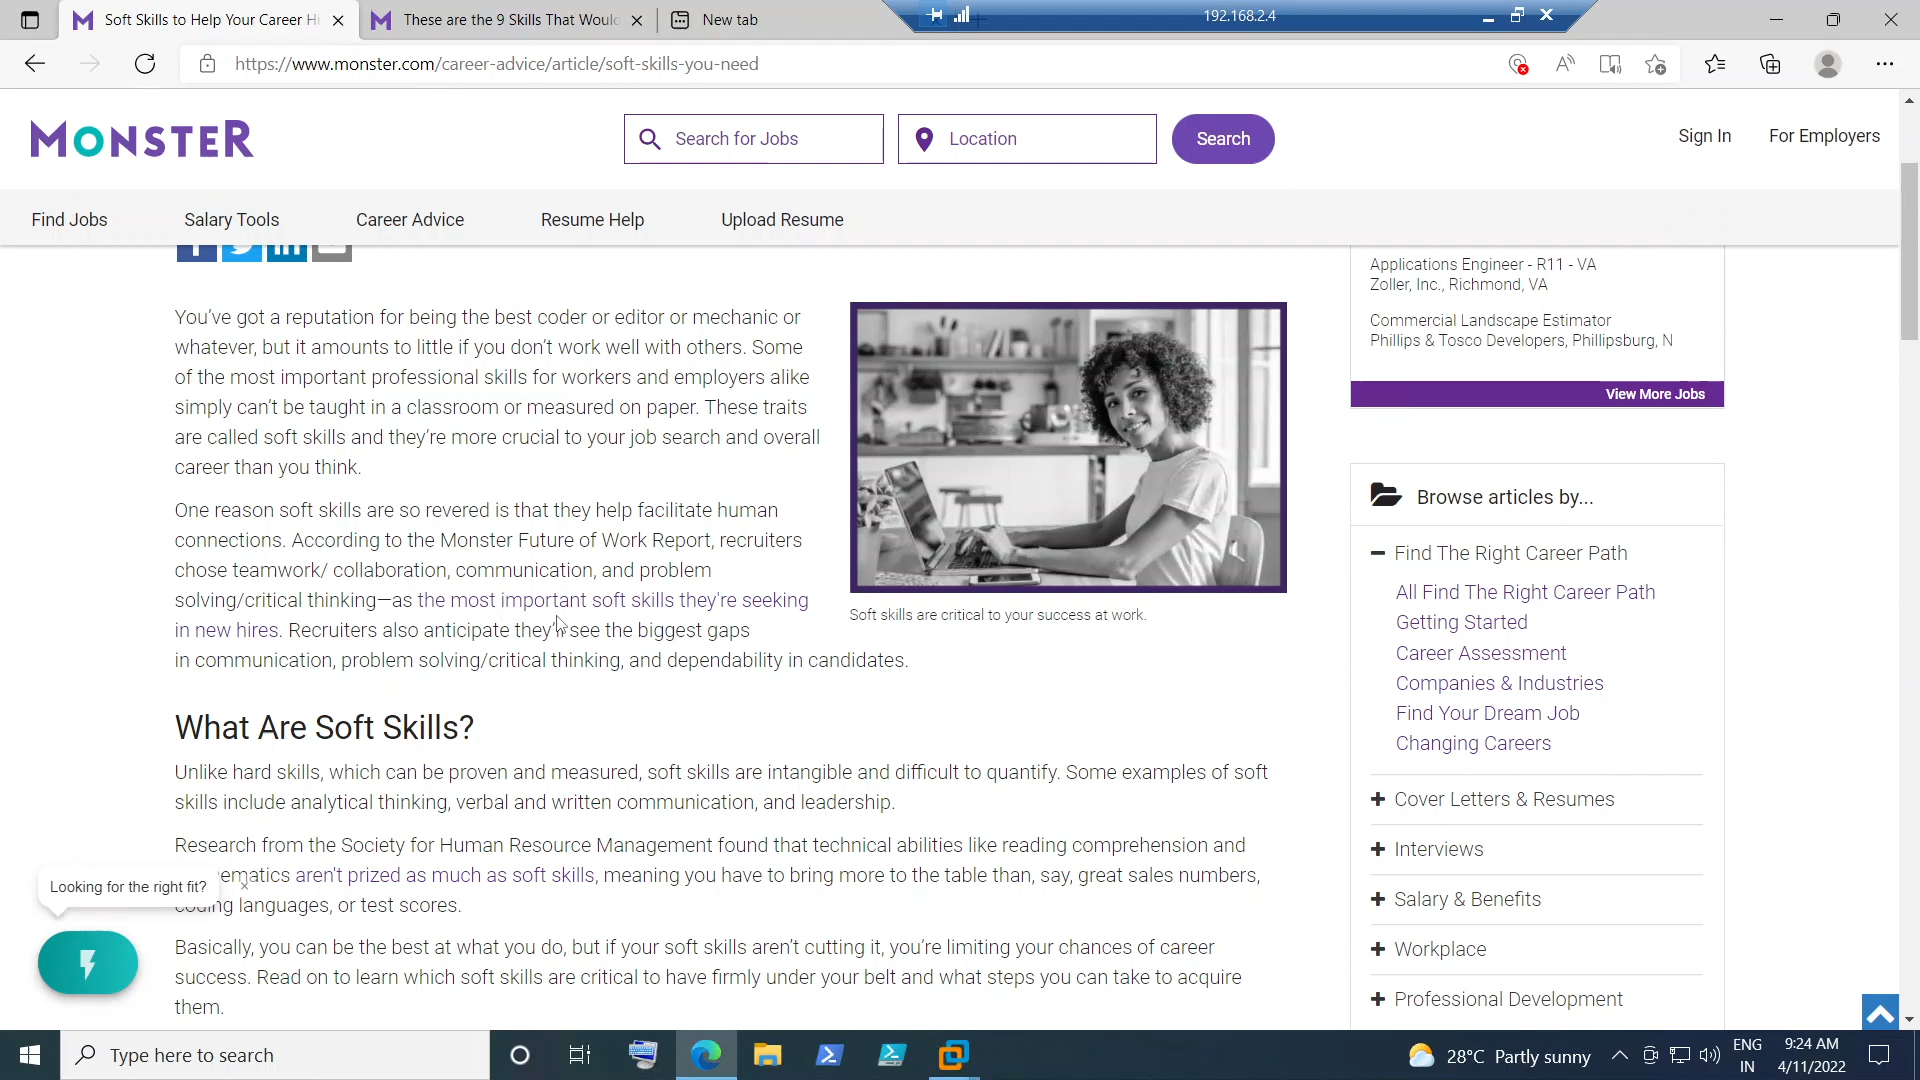 Soft Skills to Help Your Career Hi
These are the 9 Skills That Would
New tab
192.168.2.4
https://www.monster.com/career-advice/article/soft-skills-you-need
MONSTER
Search for Jobs
Location
Search
Sign In
For Employers
Find Jobs
Salary Tools
Career Advice
Resume Help
Upload Resume
You've got a reputation for being the best coder or editor or mechanic or
whatever, but it amounts to little if you don't work well with others. Some
of the most important professional skills for workers and employers alike
simply can't be taught in a classroom or measured on paper. These traits
are called soft skills and they're more crucial to your job search and overall
career than you think.
One reason soft skills are so revered is that they help facilitate human
connections. According to the Monster Future of Work Report, recruiters
chose teamwork/ collaboration, communication, and problem
solving/critical thinking—as the most important soft skills they're seeking
in new hires. Recruiters also anticipate they'll see the biggest gaps
in communication, problem solving/critical thinking, and dependability in candidates.
Soft skills are critical to your success at work.
What Are Soft Skills?
Unlike hard skills, which can be proven and measured, soft skills are intangible and difficult to quantify. Some examples of soft
skills include analytical thinking, verbal and written communication, and leadership.
Research from the Society for Human Resource Management found that technical abilities like reading comprehension and
ematics aren't prized as much as soft skills, meaning you have to bring more to the table than, say, great sales numbers,
coding languages, or test scores.
Basically, you can be the best at what you do, but if your soft skills aren't cutting it, you're limiting your chances of career
success. Read on to learn which soft skills are critical to have firmly under your belt and what steps you can take to acquire
them.
Looking for the right fit?
Applications Engineer - R11 - VA
Zoller, Inc., Richmond, VA
Commercial Landscape Estimator
Phillips & Tosco Developers, Phillipsburg, N
View More Jobs
Browse articles by...
Find The Right Career Path
All Find The Right Career Path
Getting Started
Career Assessment
Companies & Industries
Find Your Dream Job
Changing Careers
Cover Letters & Resumes
Interviews
Salary & Benefits
Workplace
Professional Development
Type here to search
28°C Partly sunny
ENG
IN
9:24 AM
4/11/2022